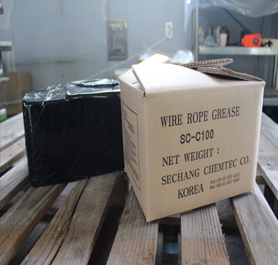 WIRE ROPE GREASE
SC-C100
NET WEIGHT :
SECHANG CHEMTEC CO.
KOREA